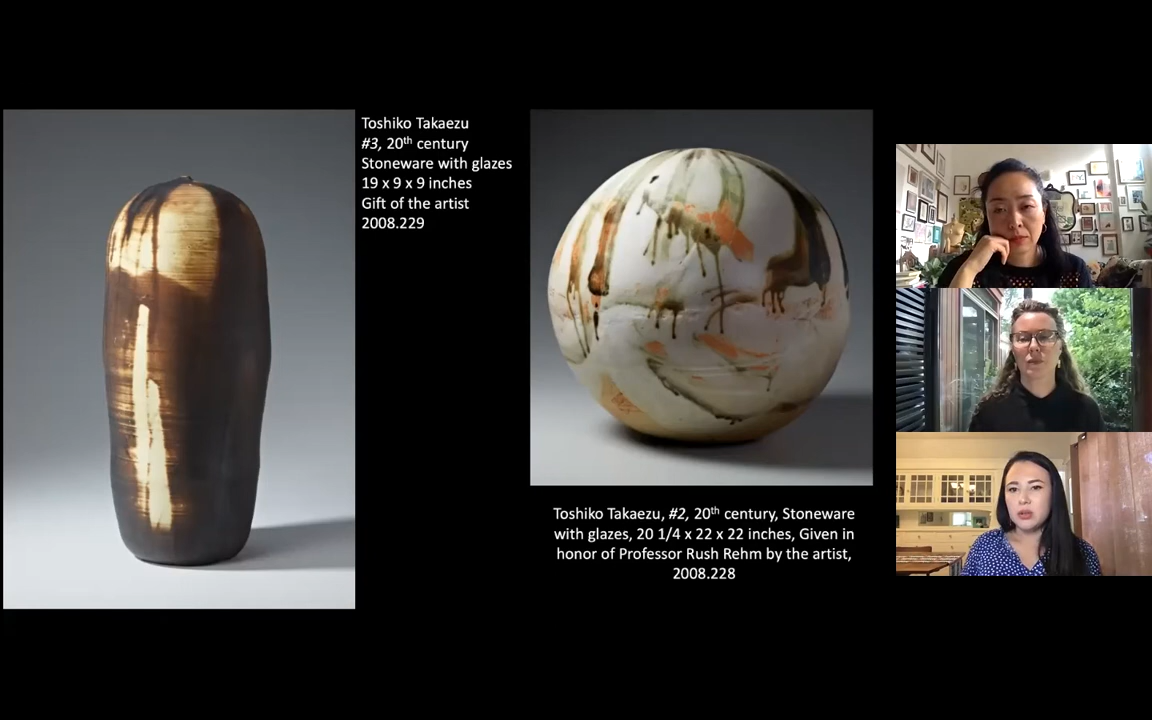 Toshiko Takaezu
#3, 20th century
Stoneware with glazes
19 x 9 x 9 inches
Gift of the artist
2008.229
Toshiko Takaezu, #2, 20th century, Stoneware
with glazes, 20 1/4 x 22 x 22 inches, Given in
honor of Professor Rush Rehm by the artist,
2008.228